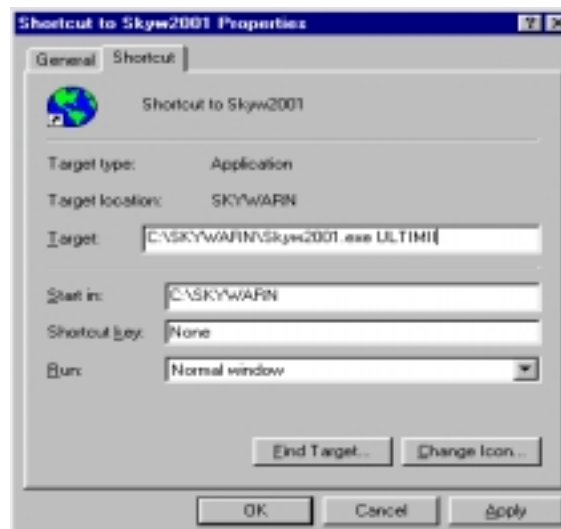 Shortcut to Skyw2001 Properties
General Shortcut
Shortcut to Skyw2001
Target type: Application
Target location: SKYWARN
Target: C:\SKYWARN\Skyw2001.exe ULTIMII
Start in: C:\SKYWARN
Shortcut key: None
Run: Normal window
Find Target... Change Icon...
OK Cancel Apply